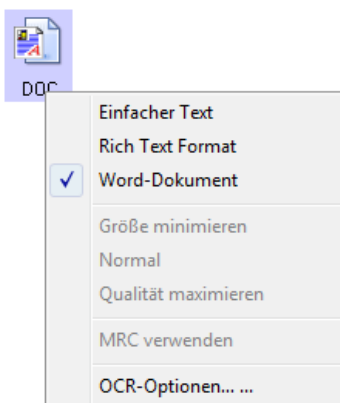 DOC
Einfacher Text
Rich Text Format
Word-Dokument
Größe minimieren
Normal
Qualität maximieren
MRC verwenden
OCR-Optionen... ...